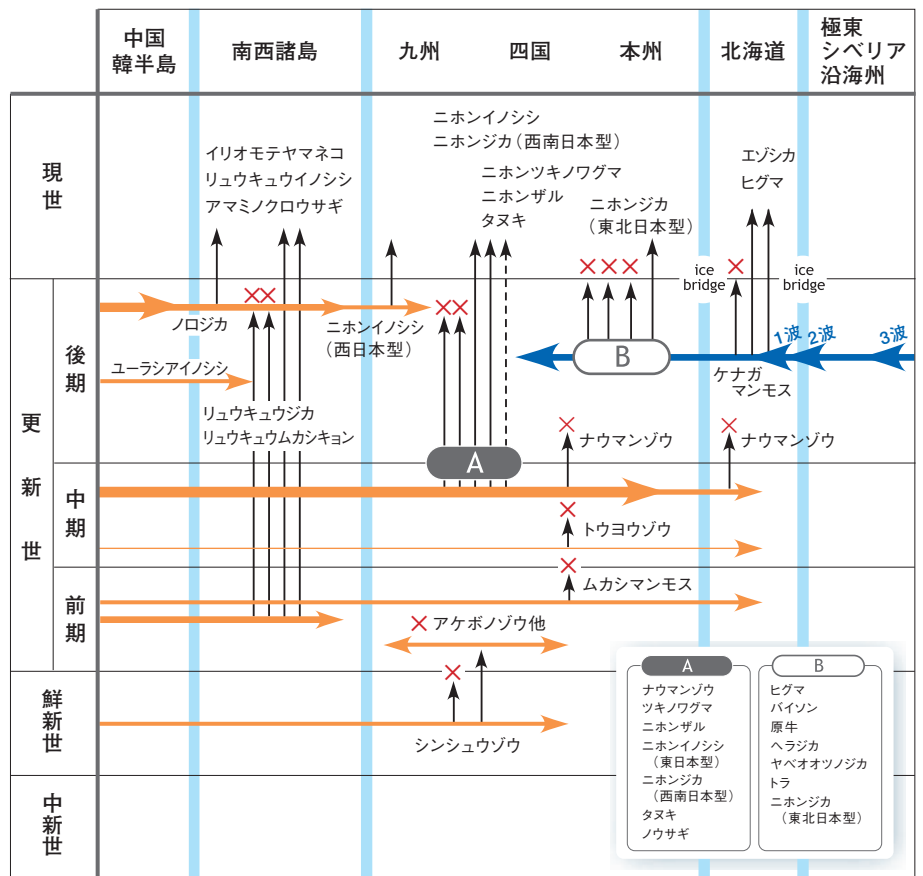 中国
韓半島
南西諸島
九州
四国
本州
北海道
極東
シベリア
沿海州
現世
イリオモテヤマネコ
リュウキュウイノシシ
アマミノクロウサギ
ニホンイノシシ
ニホンジカ(西南日本型)
ニホンツキノワグマ
ニホンザル
タヌキ
ニホンジカ
(東北日本型)
エゾシカ
ヒグマ
ice
bridge
ice
bridge
更新世
後期
ノロジカ
ニホンイノシシ
(西日本型)
B
1波
2波
3波
ケナガ
マンモス
ユーラシアイノシシ
リュウキュウジカ
リュウキュウムカシキョン
A
ナウマンゾウ
ナウマンゾウ
中期
トウヨウゾウ
前期
ムカシマンモス
アケボノゾウ他
鮮新世
シンシュウゾウ
中新世
A
ナウマンゾウ
ツキノワグマ
ニホンザル
ニホンイノシシ
(東日本型)
ニホンジカ
(西南日本型)
タヌキ
ノウサギ
B
ヒグマ
バイソン
原牛
ヘラジカ
ヤベオオツノジカ
トラ
ニホンジカ
(東北日本型)